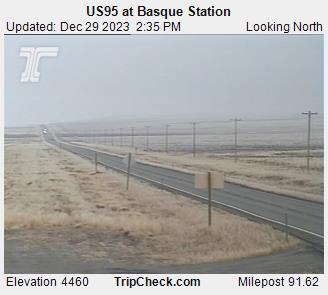 US95 at Basque Station
Updated: Dec 29 2023 2:35 PM Looking North
Elevation 4460 TripCheck.com Milepost 91.62